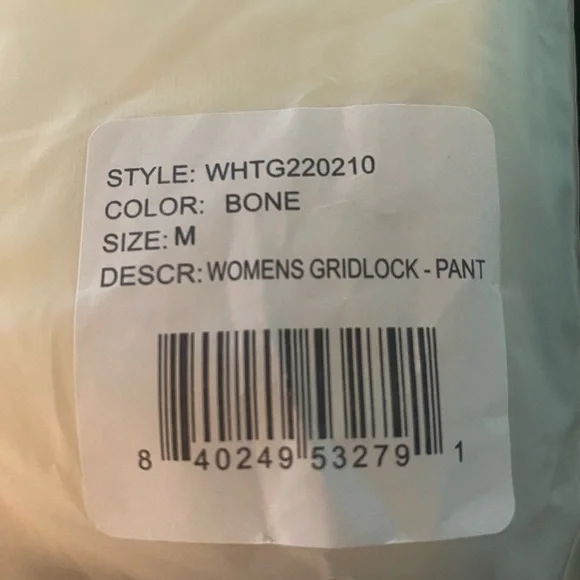 STYLE: WHTG220210
COLOR: BONE
SIZE: M
DESCR: WOMENS GRIDLOCK - PANT
8 40249 53279 1